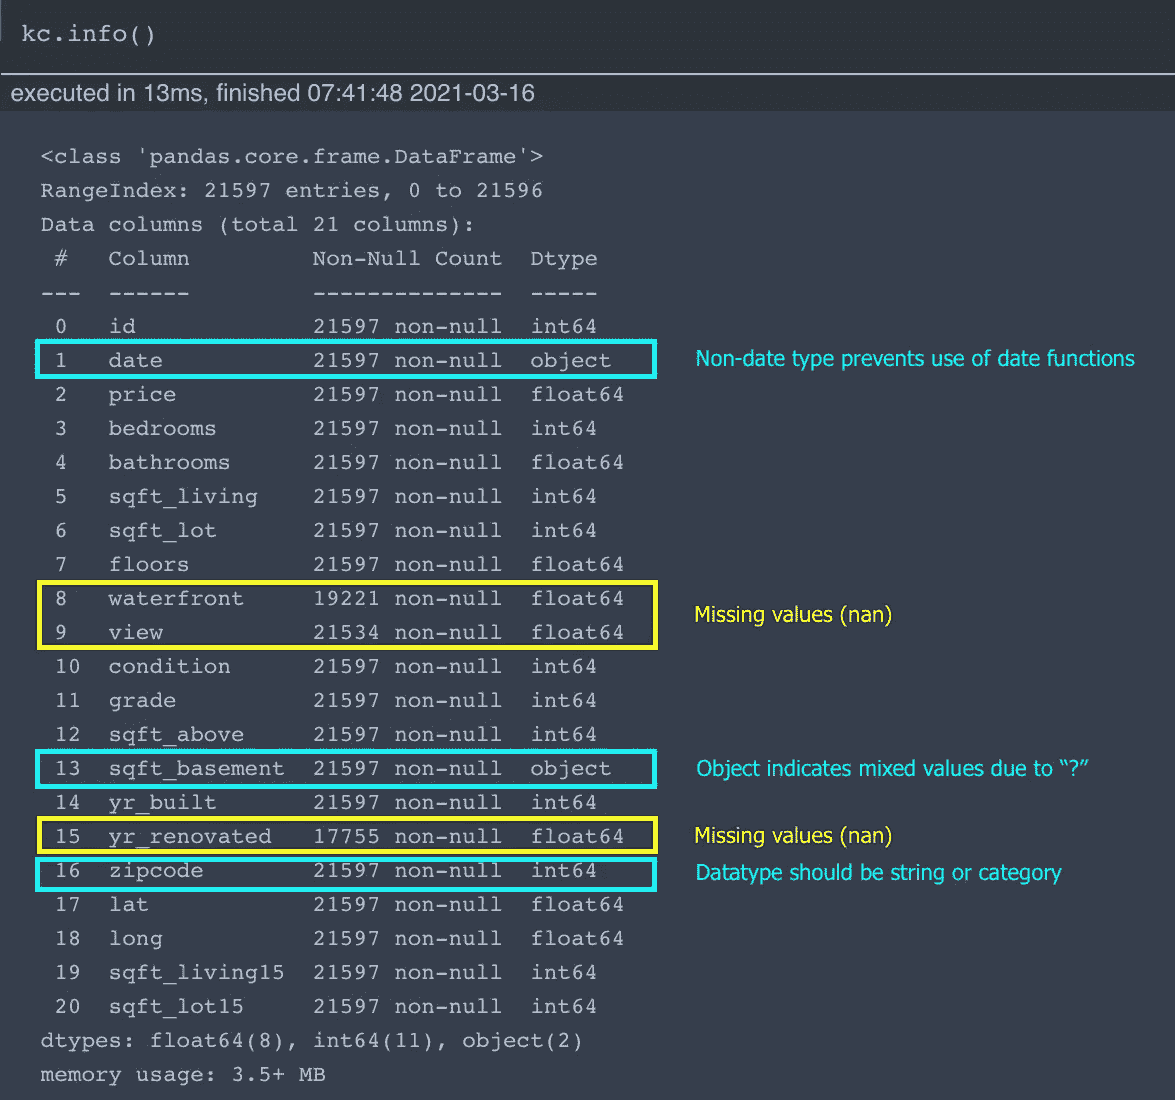 kc.info()
executed in 13ms, finished 07:41:48 2021-03-16
<class 'pandas.core.frame.DataFrame'>
RangeIndex: 21597 entries, 0 to 21596
Data columns (total 21 columns):
# Column Non-Null Count Dtype
--- ------ -------------- -----
0 id 21597 non-null int64
1 date 21597 non-null object Non-date type prevents use of date functions
2 price 21597 non-null float64
3 bedrooms 21597 non-null int64
4 bathrooms 21597 non-null float64
5 sqft_living 21597 non-null int64
6 sqft_lot 21597 non-null int64
7 floors 21597 non-null float64
8 waterfront 19221 non-null float64
Missing values (nan)
9 view 21534 non-null float64
10 condition 21597 non-null int64
11 grade 21597 non-null int64
12 sqft_above 21597 non-null int64
13 sqft_basement 21597 non-null object Object indicates mixed values due to “?”
14 yr_built 21597 non-null int64
15 yr_renovated 17755 non-null float64 Missing values (nan)
16 zipcode 21597 non-null int64 Datatype should be string or category
17 lat 21597 non-null float64
18 long 21597 non-null float64
19 sqft_living15 21597 non-null int64
20 sqft_lot15 21597 non-null int64
dtypes: float64(8), int64(11), object(2)
memory usage: 3.5+ MB